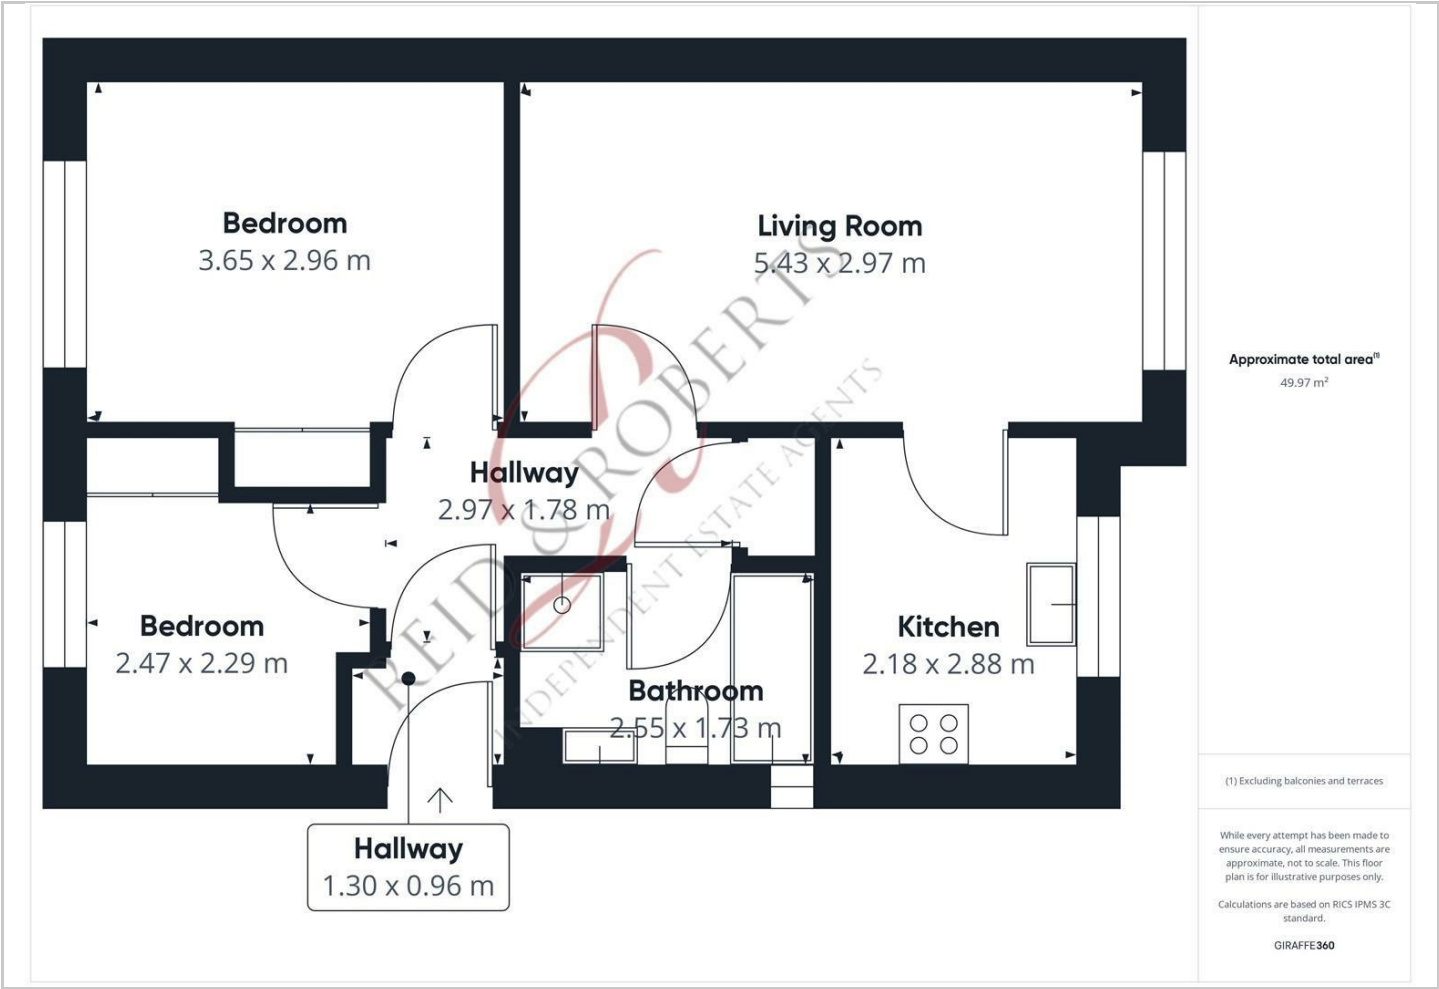 Bedroom
3.65 x 2.96 m
Living Room
5.43 x 2.97 m
Hallway
2.97 x 1.78 m
Bedroom
2.47 x 2.29 m
Kitchen
2.18 x 2.88 m
Bathroom
2.55 x 1.73 m
Hallway
1.30 x 0.96 m
REID & ROBERTS
INDEPENDENT ESTATE AGENTS
Approximate total area(1)
49.97 m²
(1) Excluding balconies and terraces
While every attempt has been made to
ensure accuracy, all measurements are
approximate, not to scale. This floor
plan is for illustrative purposes only.
Calculations are based on RICS IPMS 3C
standard.
GIRAFFE360